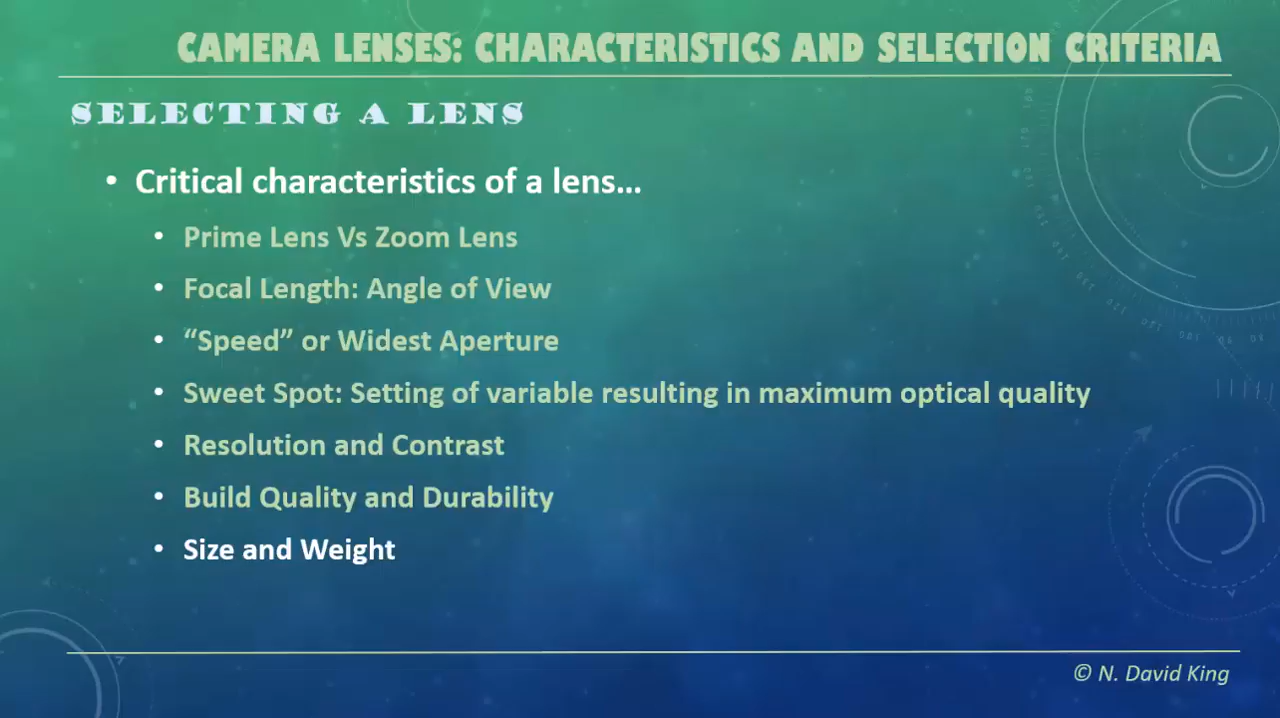 CAMERA LENSES: CHARACTERISTICS AND SELECTION CRITERIA
SELECTING A LENS
• Critical characteristics of a lens…
• Prime Lens Vs Zoom Lens
• Focal Length: Angle of View
• “Speed” or Widest Aperture
• Sweet Spot: Setting of variable resulting in maximum optical quality
• Resolution and Contrast
• Build Quality and Durability
• Size and Weight
© N. David King